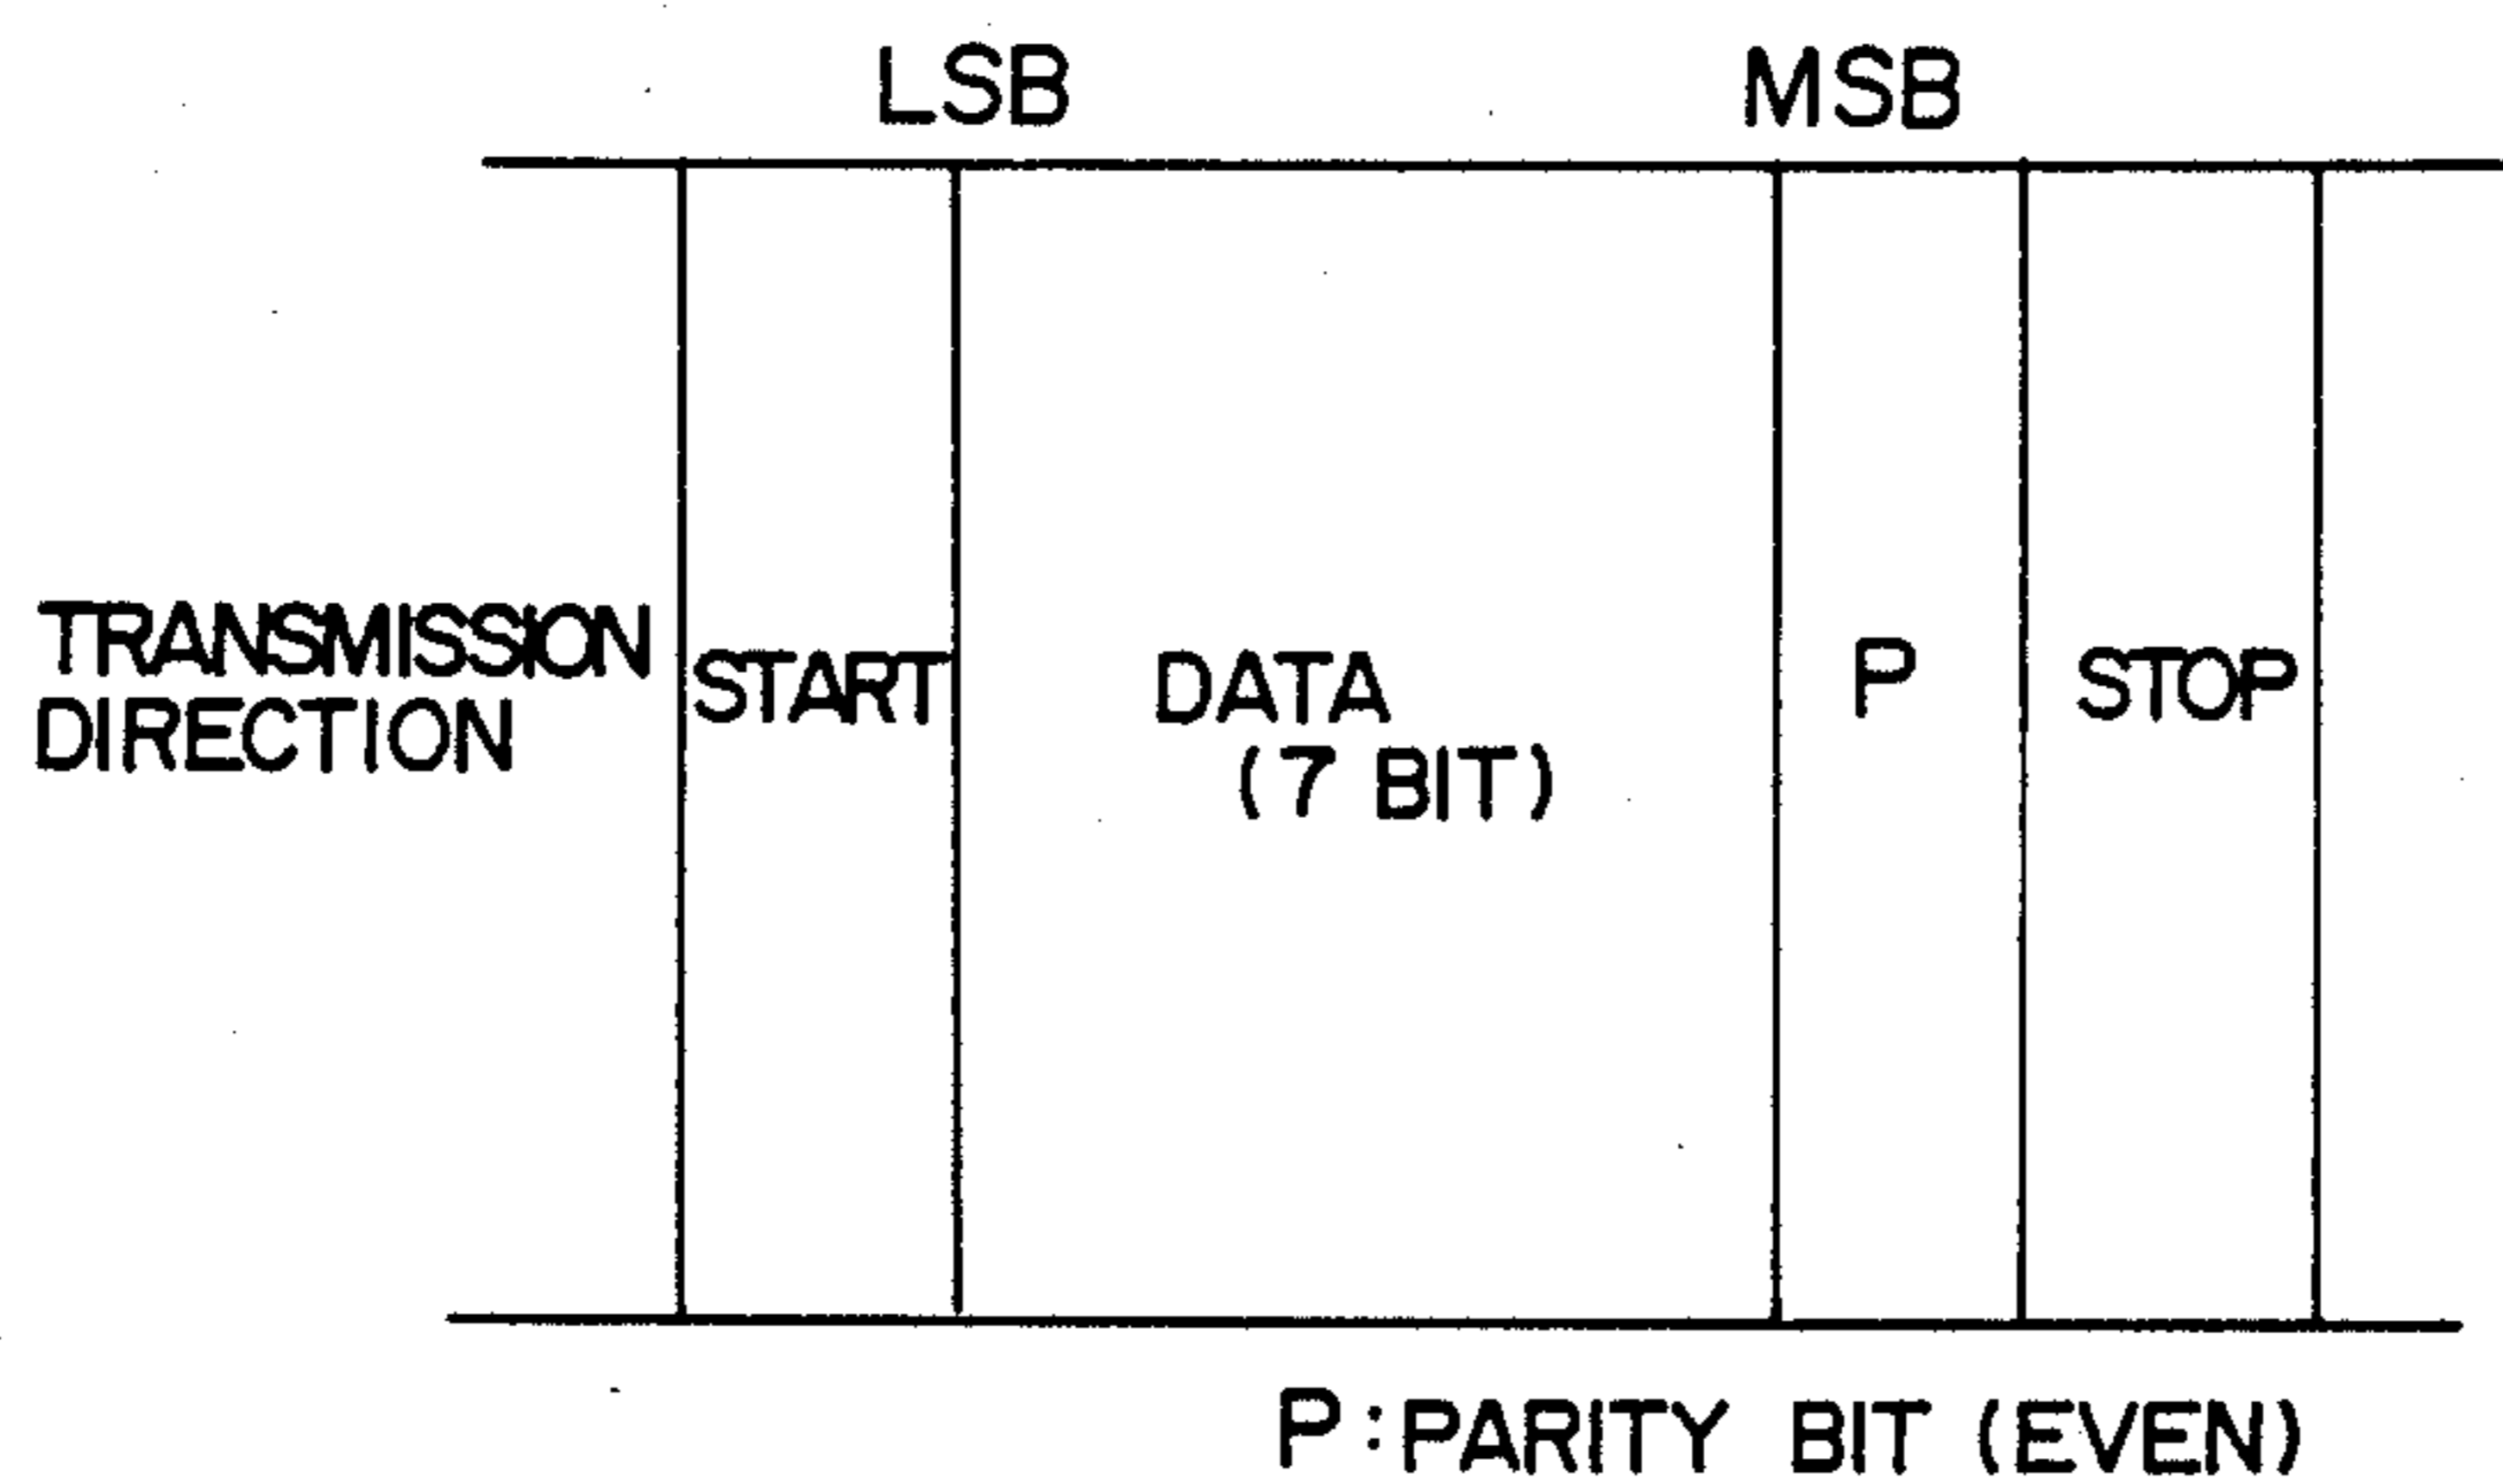 LSB MSB
TRANSMISSION
DIRECTION
START
DATA
(7 BIT)
P
STOP
P:PARITY BIT (EVEN)